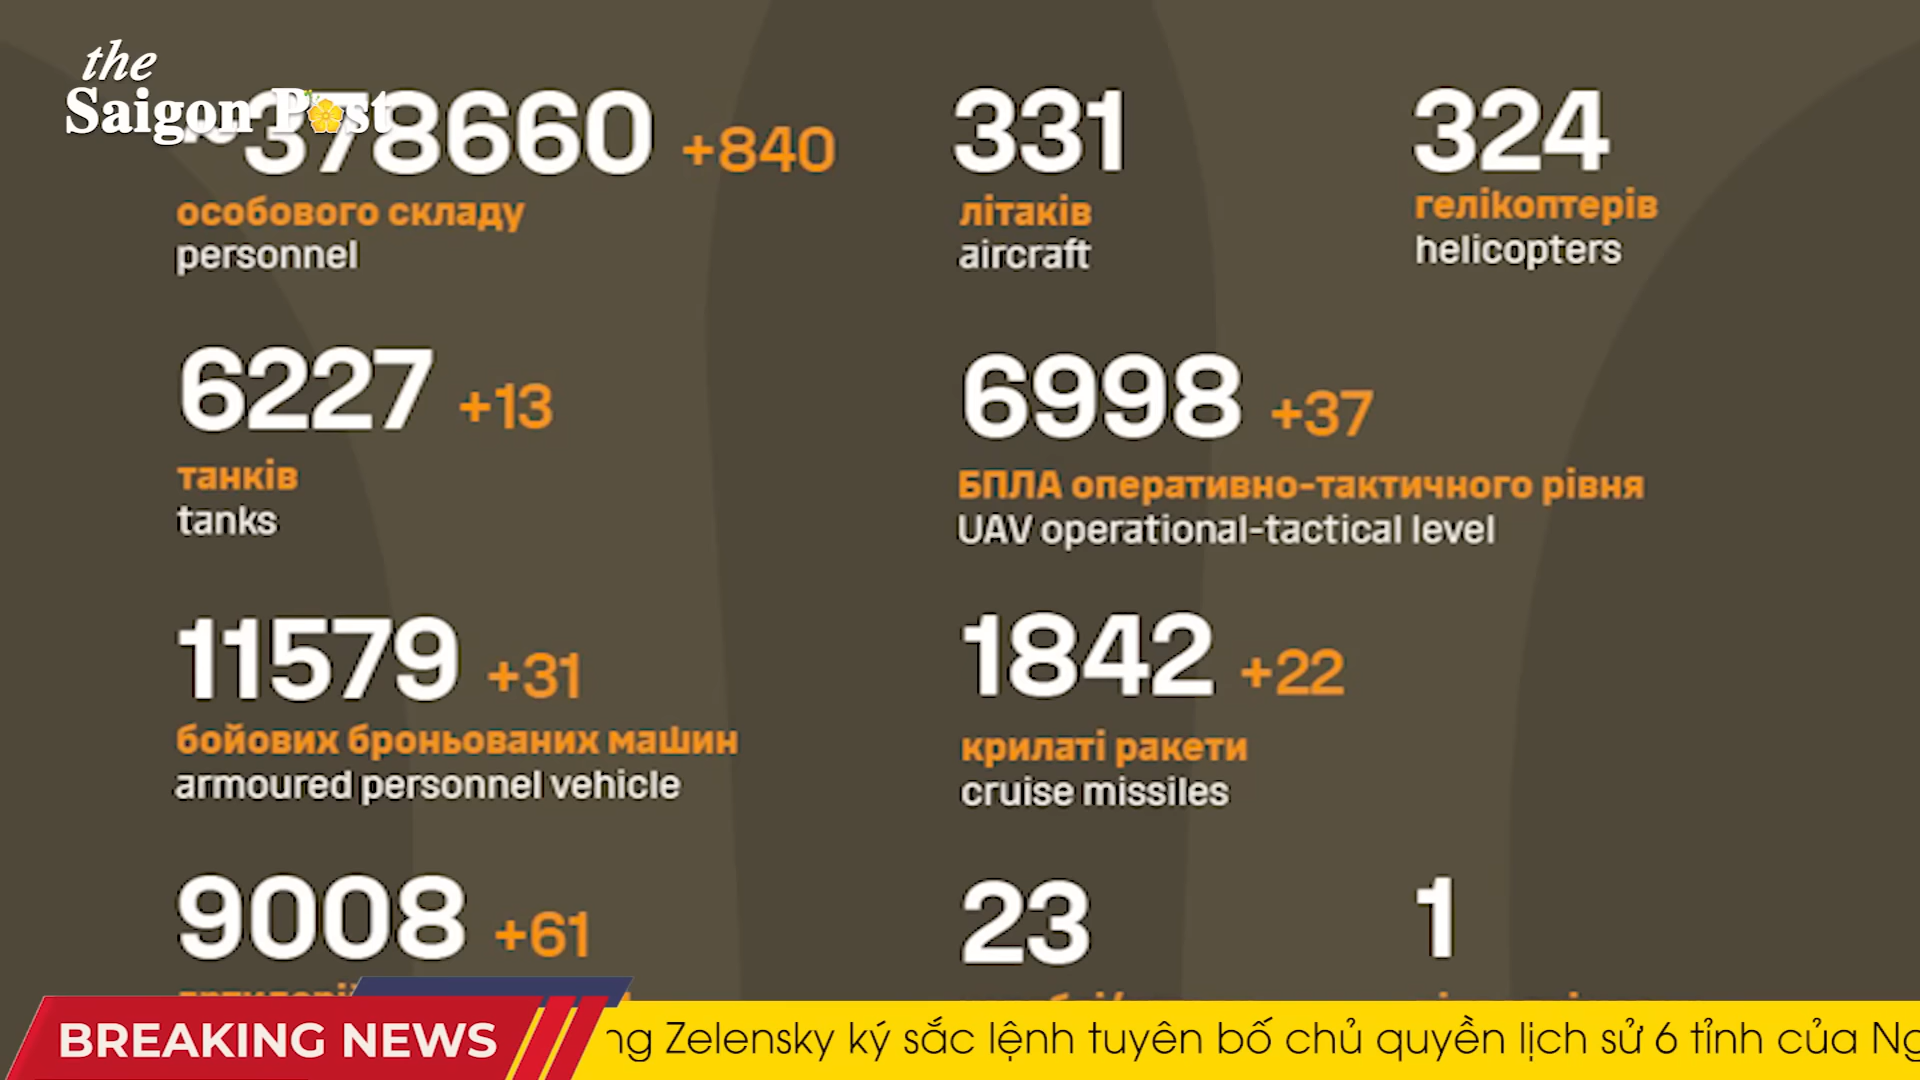 the
Saigon Post
~378660 +840
особового складу
personnel
331
літаків
aircraft
324
гелікоптерів
helicopters
6227 +13
танків
tanks
6998 +37
БПЛА оперативно-тактичного рівня
UAV operational-tactical level
11579 +31
бойових броньованих машин
armoured personnel vehicle
1842 +22
крилаті ракети
cruise missiles
9008 +61
23
1
BREAKING NEWS
Zelensky ký sắc lệnh tuyên bố chủ quyền lịch sử 6 tỉnh của